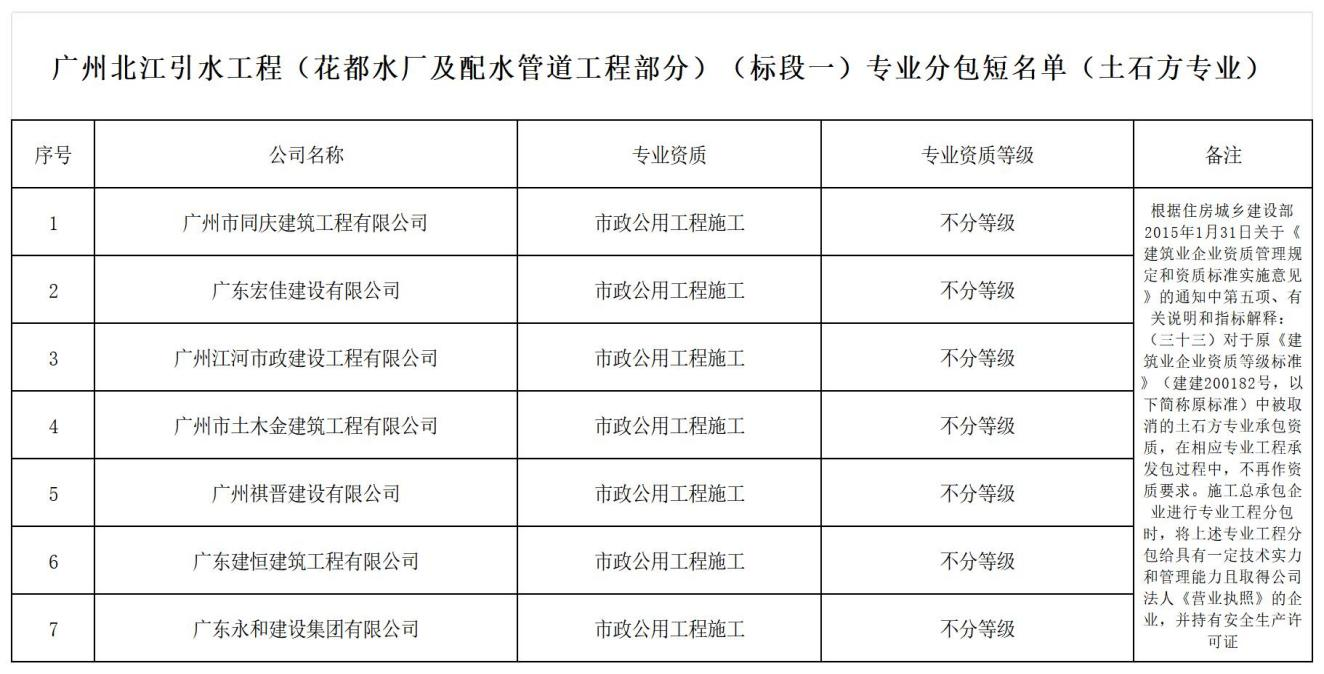 广州北江引水工程（花都水厂及配水管道工程部分）（标段一）专业分包短名单（土石方专业）
序号 公司名称 专业资质 专业资质等级 备注
1 广州市同庆建筑工程有限公司 市政公用工程施工 不分等级
2 广东宏佳建设有限公司 市政公用工程施工 不分等级
3 广州江河市政建设工程有限公司 市政公用工程施工 不分等级
4 广州市土木金建筑工程有限公司 市政公用工程施工 不分等级
5 广州祺晋建设有限公司 市政公用工程施工 不分等级
6 广东建恒建筑工程有限公司 市政公用工程施工 不分等级
7 广东永和建设集团有限公司 市政公用工程施工 不分等级
根据住房城乡建设部
2015年1月31日关于《
建筑业企业资质管理规
定和资质标准实施意见
》的通知中第五项、有
关说明和指标解释：
（三十三）对于原《建
筑业企业资质等级标准
》（建建200182号，以
下简称原标准）中被取
消的土石方专业承包资
质，在相应专业工程承
发包过程中，不再作资
质要求。施工总承包企
业进行专业工程分包
时，将上述专业工程分
包给具有一定技术实力
和管理能力且取得公司
法人《营业执照》的企
业，并持有安全生产许
可证